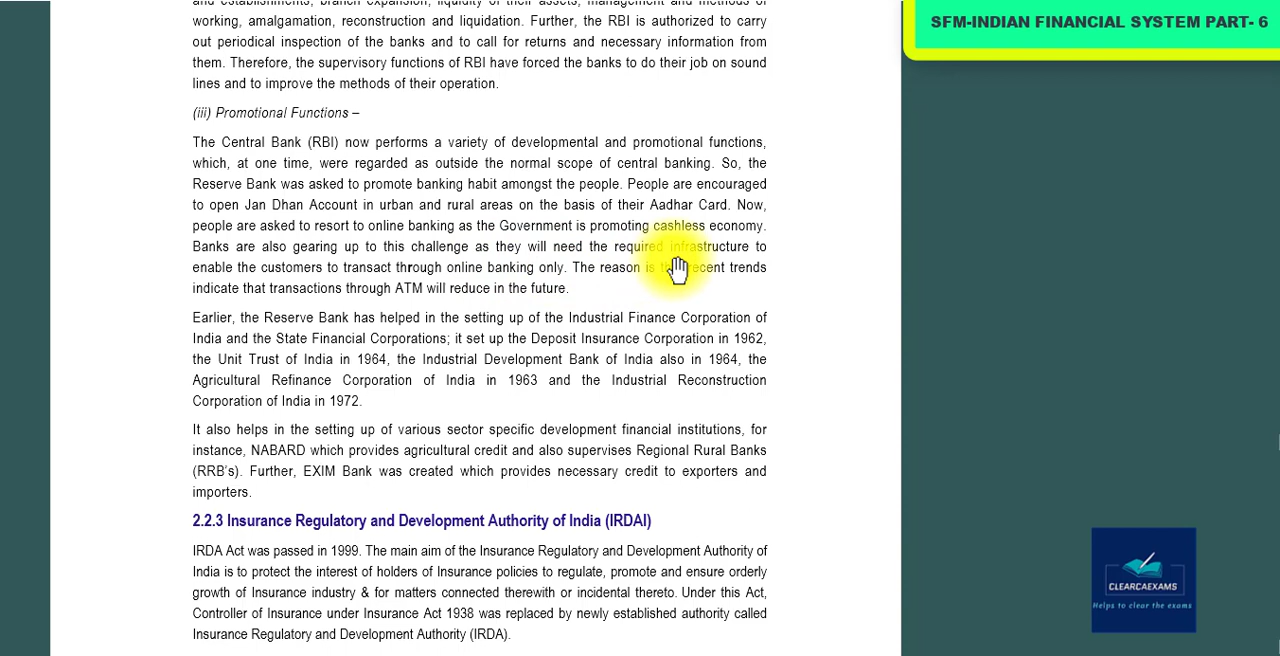 and establishments, branch expansion, liquidity of their assets, management and methods of
working, amalgamation, reconstruction and liquidation. Further, the RBI is authorized to carry
out periodical inspection of the banks and to call for returns and necessary information from
them. Therefore, the supervisory functions of RBI have forced the banks to do their job on sound
lines and to improve the methods of their operation.
(iii) Promotional Functions –
The Central Bank (RBI) now performs a variety of developmental and promotional functions,
which, at one time, were regarded as outside the normal scope of central banking. So, the
Reserve Bank was asked to promote banking habit amongst the people. People are encouraged
to open Jan Dhan Account in urban and rural areas on the basis of their Aadhar Card. Now,
people are asked to resort to online banking as the Government is promoting cashless economy.
Banks are also gearing up to this challenge as they will need the required infrastructure to
enable the customers to transact through online banking only. The reason is recent trends
indicate that transactions through ATM will reduce in the future.
Earlier, the Reserve Bank has helped in the setting up of the Industrial Finance Corporation of
India and the State Financial Corporations; it set up the Deposit Insurance Corporation in 1962,
the Unit Trust of India in 1964, the Industrial Development Bank of India also in 1964, the
Agricultural Refinance Corporation of India in 1963 and the Industrial Reconstruction
Corporation of India in 1972.
It also helps in the setting up of various sector specific development financial institutions, for
instance, NABARD which provides agricultural credit and also supervises Regional Rural Banks
(RRB's). Further, EXIM Bank was created which provides necessary credit to exporters and
importers.
2.2.3 Insurance Regulatory and Development Authority of India (IRDAI)
IRDA Act was passed in 1999. The main aim of the Insurance Regulatory and Development Authority of
India is to protect the interest of holders of Insurance policies to regulate, promote and ensure orderly
growth of Insurance industry & for matters connected therewith or incidental thereto. Under this Act,
Controller of Insurance under Insurance Act 1938 was replaced by newly established authority called
Insurance Regulatory and Development Authority (IRDA).
SFM-INDIAN FINANCIAL SYSTEM PART- 6
CLEARCAEXAMS
Helps to clear the exams